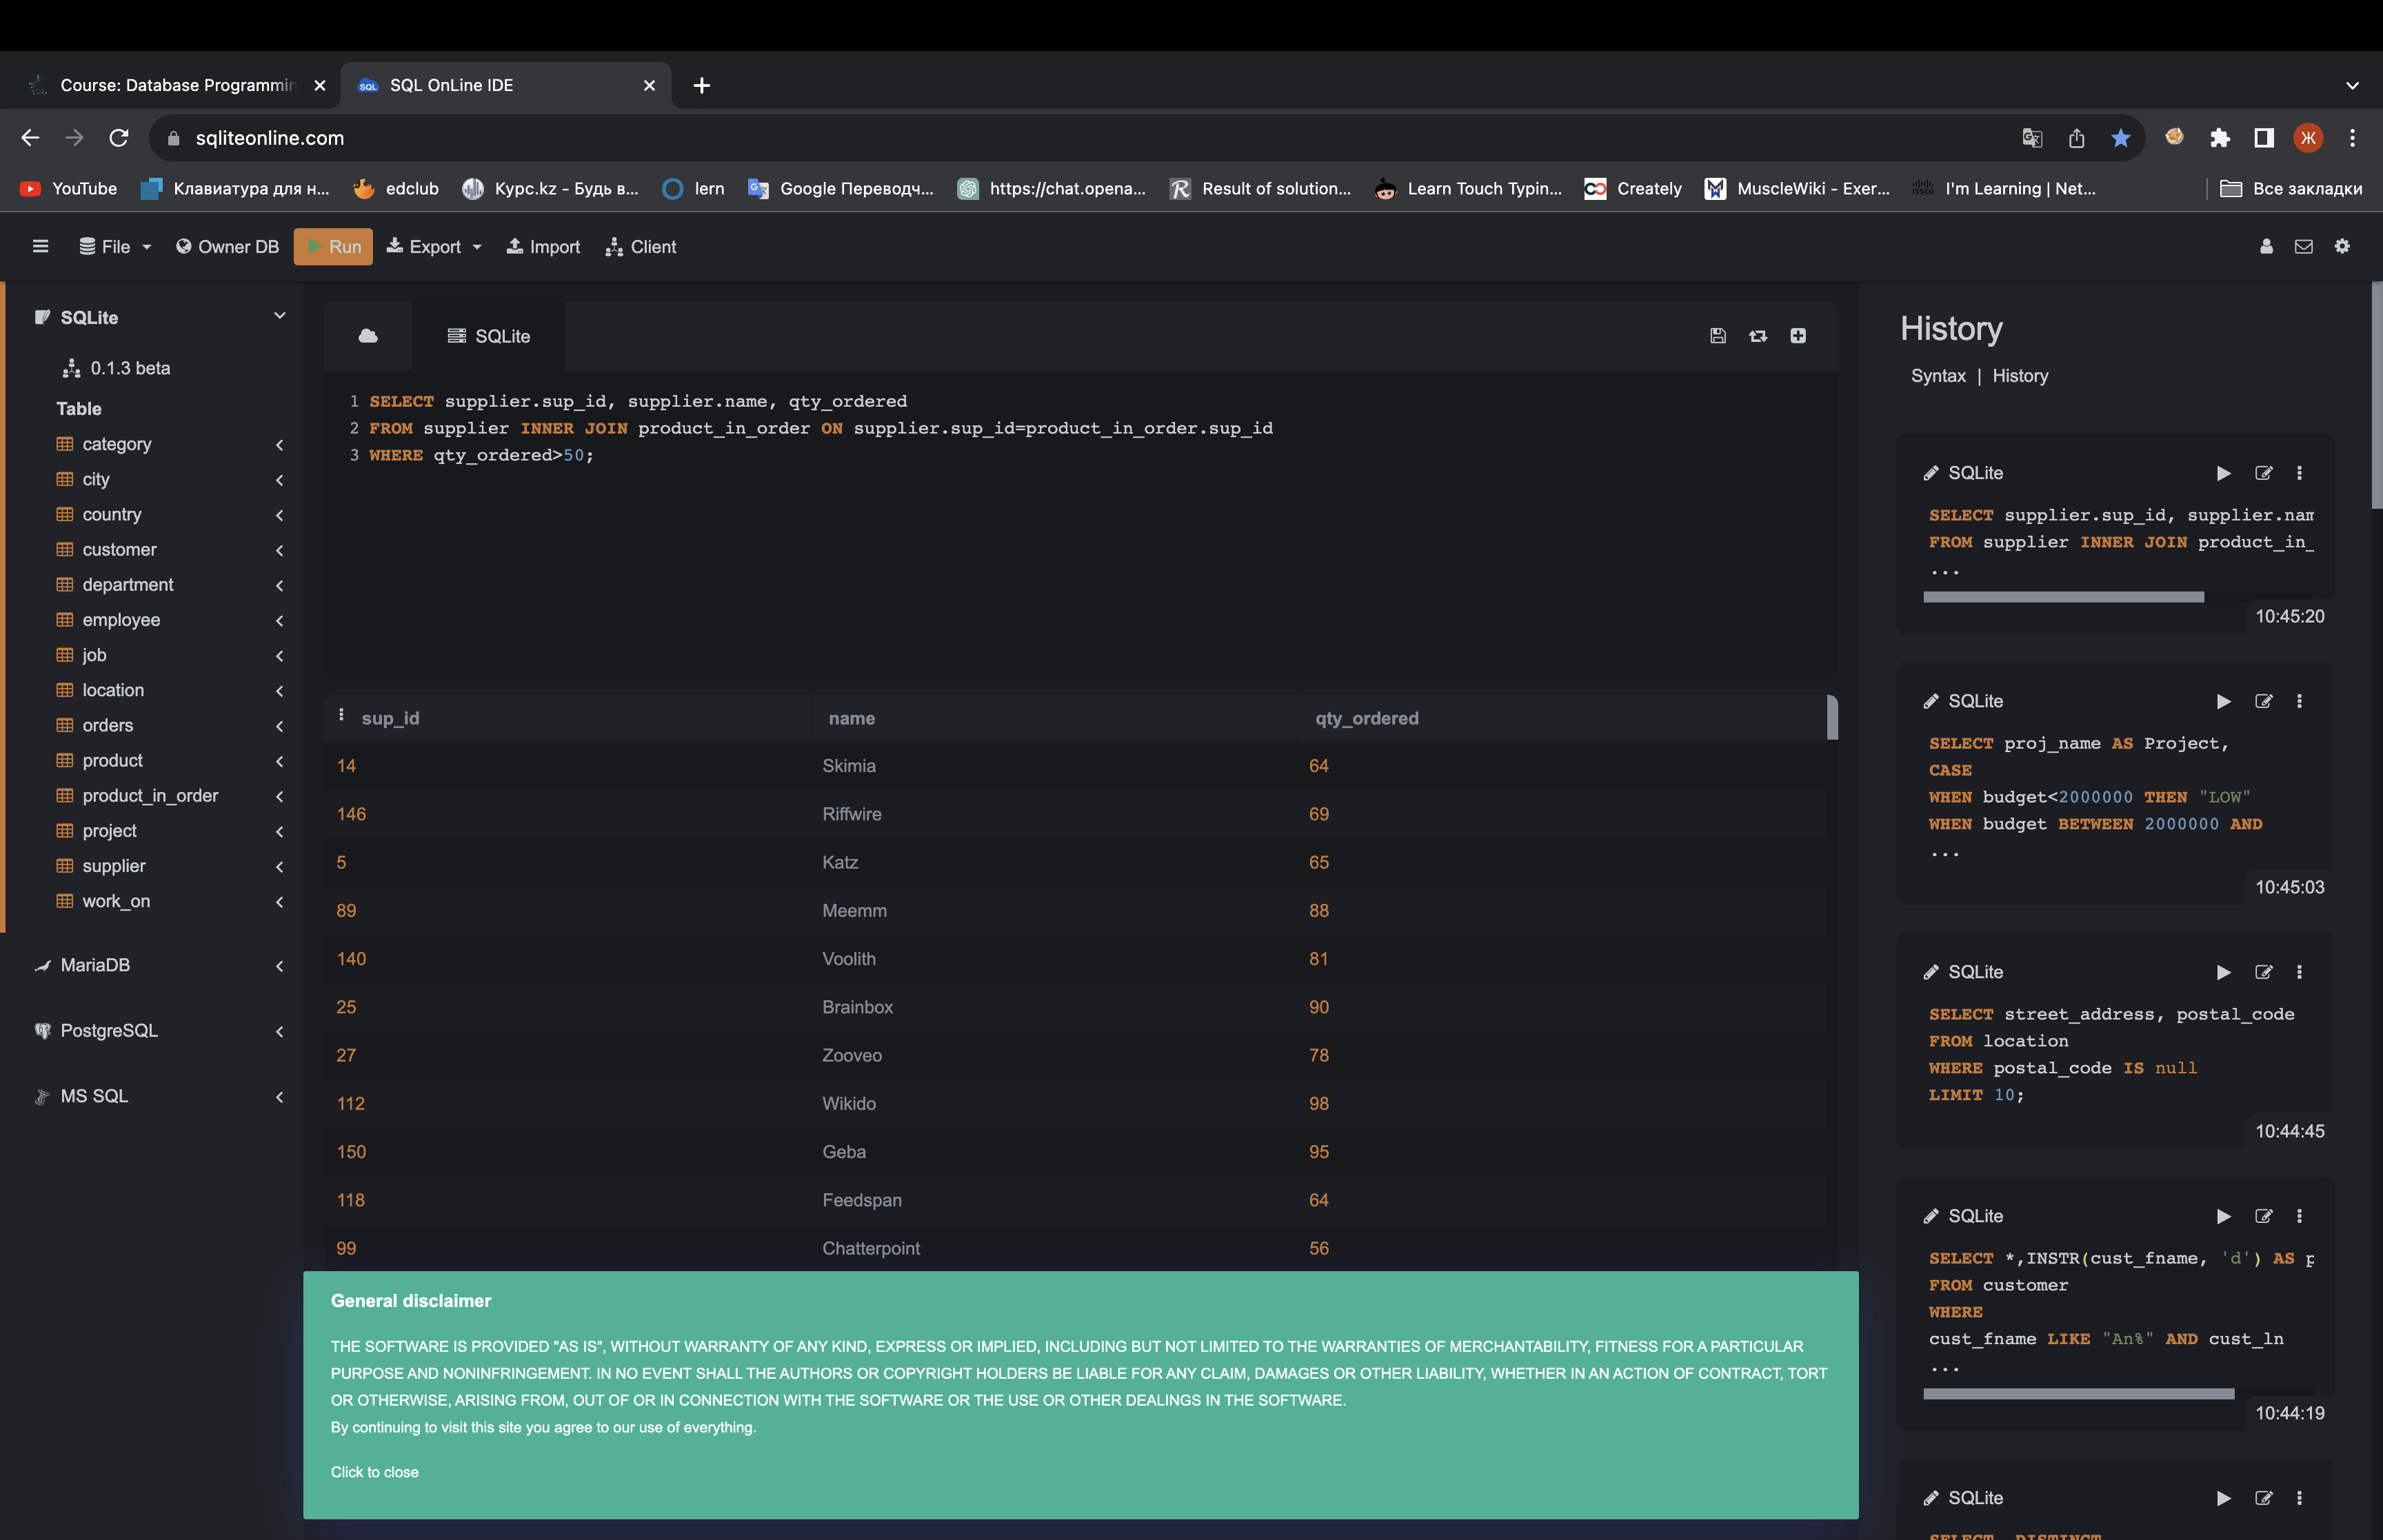 Course: Database Programmin
SQL OnLine IDE
sqliteonline.com
Ж
YouTube
Клавиатура для н...
edclub
Курс.kz - Будь в...
lern
Google Переводч...
https://chat.opena...
Result of solution...
Learn Touch Typin...
Creately
MuscleWiki - Exer...
I'm Learning | Net...
Все закладки
File
Owner DB
Run
Export
Import
Client
SQLite
0.1.3 beta
Table
category
city
country
customer
department
employee
job
location
orders
product
product_in_order
project
supplier
work_on
MariaDB
PostgreSQL
MS SQL
SQLite
1 SELECT supplier.sup_id, supplier.name, qty_ordered
2 FROM supplier INNER JOIN product_in_order ON supplier.sup_id=product_in_order.sup_id
3 WHERE qty_ordered>50;
sup_id name qty_ordered
14 Skimia 64
146 Riffwire 69
5 Katz 65
89 Meemm 88
140 Voolith 81
25 Brainbox 90
27 Zooveo 78
112 Wikido 98
150 Geba 95
118 Feedspan 64
99 Chatterpoint 56
General disclaimer
THE SOFTWARE IS PROVIDED "AS IS", WITHOUT WARRANTY OF ANY KIND, EXPRESS OR IMPLIED, INCLUDING BUT NOT LIMITED TO THE WARRANTIES OF MERCHANTABILITY, FITNESS FOR A PARTICULAR
PURPOSE AND NONINFRINGEMENT. IN NO EVENT SHALL THE AUTHORS OR COPYRIGHT HOLDERS BE LIABLE FOR ANY CLAIM, DAMAGES OR OTHER LIABILITY, WHETHER IN AN ACTION OF CONTRACT, TORT
OR OTHERWISE, ARISING FROM, OUT OF OR IN CONNECTION WITH THE SOFTWARE OR THE USE OR OTHER DEALINGS IN THE SOFTWARE.
By continuing to visit this site you agree to our use of everything.
Click to close
History
Syntax | History
SQLite
SELECT supplier.sup_id, supplier.nam
FROM supplier INNER JOIN product_in_
...
10:45:20
SQLite
SELECT proj_name AS Project,
CASE
WHEN budget<2000000 THEN "LOW"
WHEN budget BETWEEN 2000000 AND
...
10:45:03
SQLite
SELECT street_address, postal_code
FROM location
WHERE postal_code IS null
LIMIT 10;
10:44:45
SQLite
SELECT *,INSTR(cust_fname, 'd') AS p
FROM customer
WHERE
cust_fname LIKE "An%" AND cust_ln
...
10:44:19
SQLite
SELECT DISTINCT